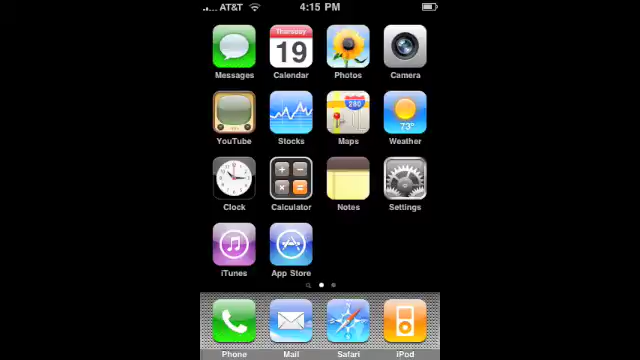 AT&T 4:15 PM
Thursday
19
280
73°
Messages Calendar Photos Camera
YouTube Stocks Maps Weather
Clock Calculator Notes Settings
iTunes App Store
Phone Mail Safari iPod